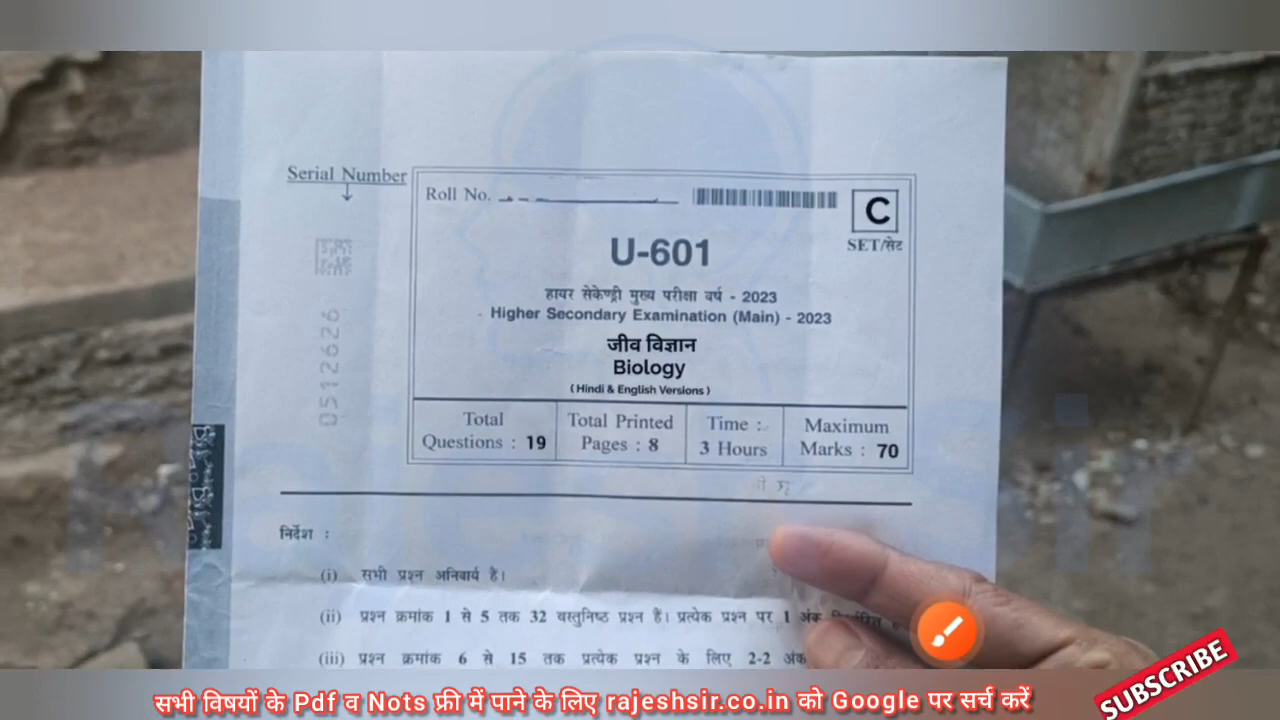 Serial Number
Roll No.
C
SET/सेट
U-601
हायर सेकेण्ड्री मुख्य परीक्षा वर्ष - 2023
Higher Secondary Examination (Main) - 2023
जीव विज्ञान
Biology
( Hindi & English Versions )
Total Questions : 19
Total Printed Pages : 8
Time : 3 Hours
Maximum Marks : 70
0512626
निर्देश :
(i) सभी प्रश्न अनिवार्य हैं।
(ii) प्रश्न क्रमांक 1 से 5 तक 32 वस्तुनिष्ठ प्रश्न हैं। प्रत्येक प्रश्न पर 1 अंक
(iii) प्रश्न क्रमांक 6 से 15 तक प्रत्येक प्रश्न के लिए 2-2 अंक
सभी विषयों के Pdf व Nots फ्री में पाने के लिए rajeshsir.co.in को Google पर सर्च करें
SUBSCRIBE